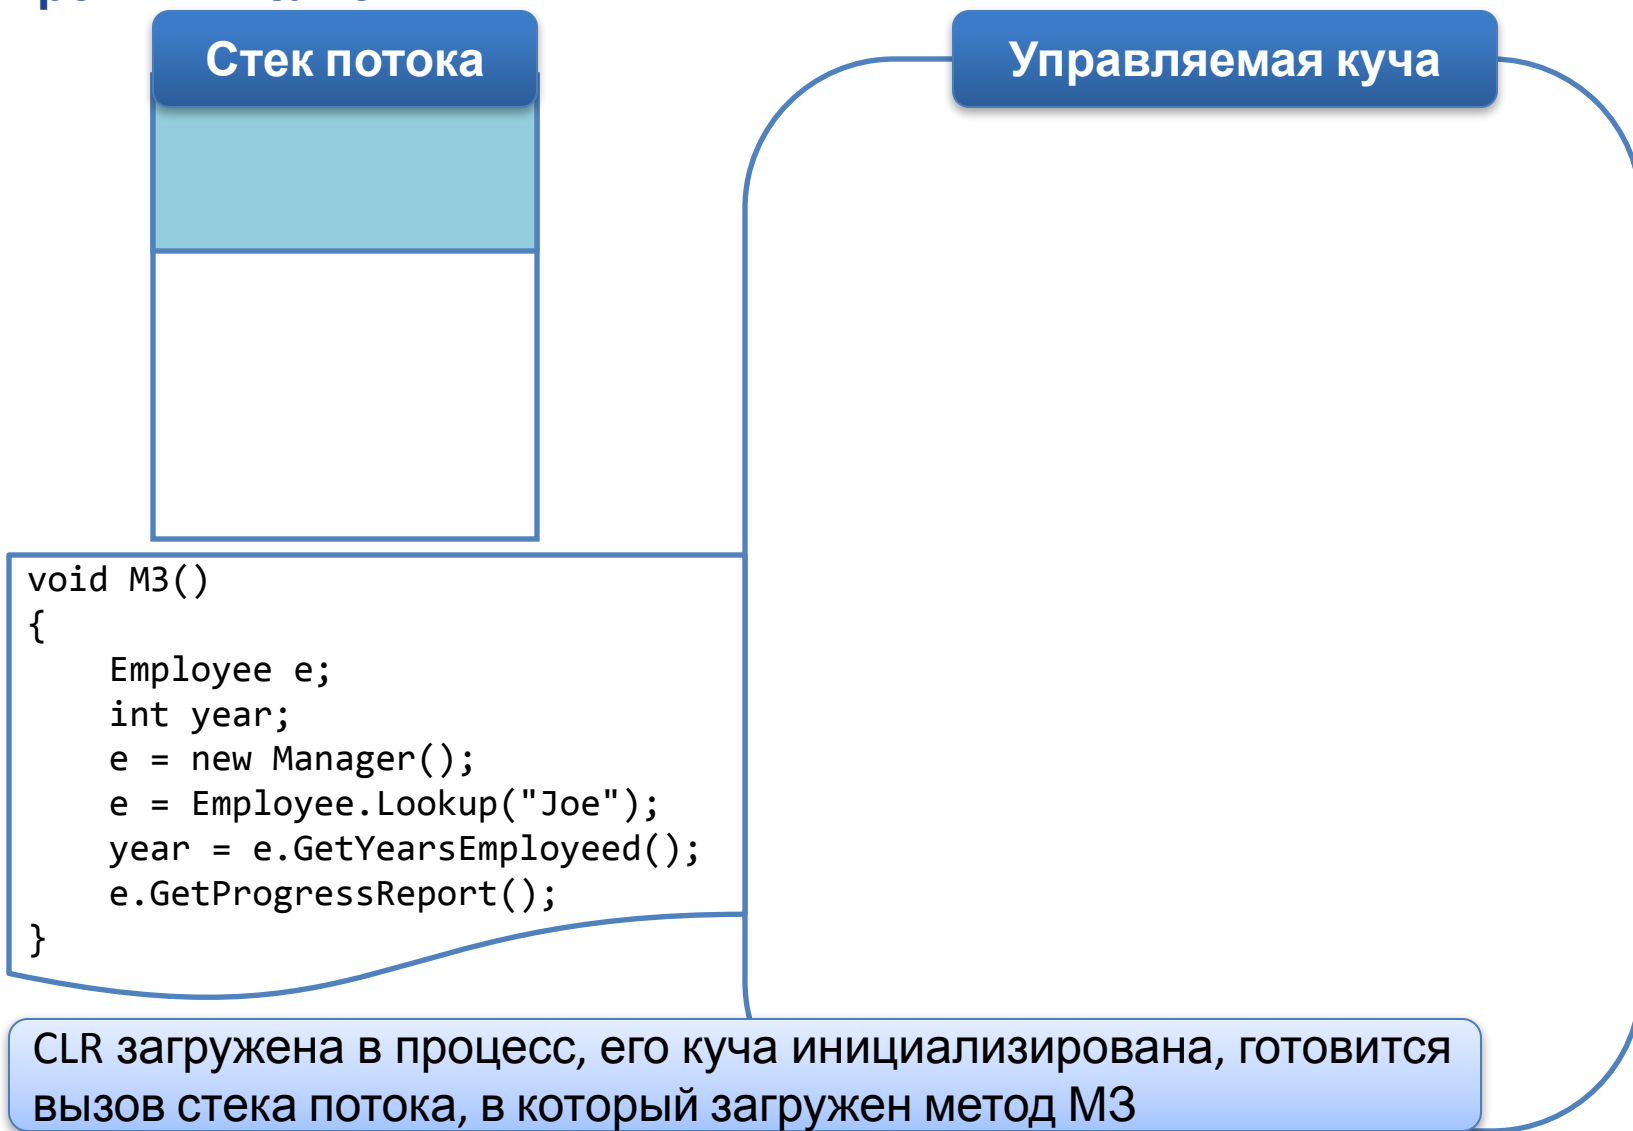 Стек потока
Управляемая куча
void M3()
{
Employee e;
int year;
e = new Manager();
e = Employee.Lookup("Joe");
year = e.GetYearsEmployeed();
e.GetProgressReport();
}
CLR загружена в процесс, его куча инициализирована, готовится
вызов стека потока, в который загружен метод М3